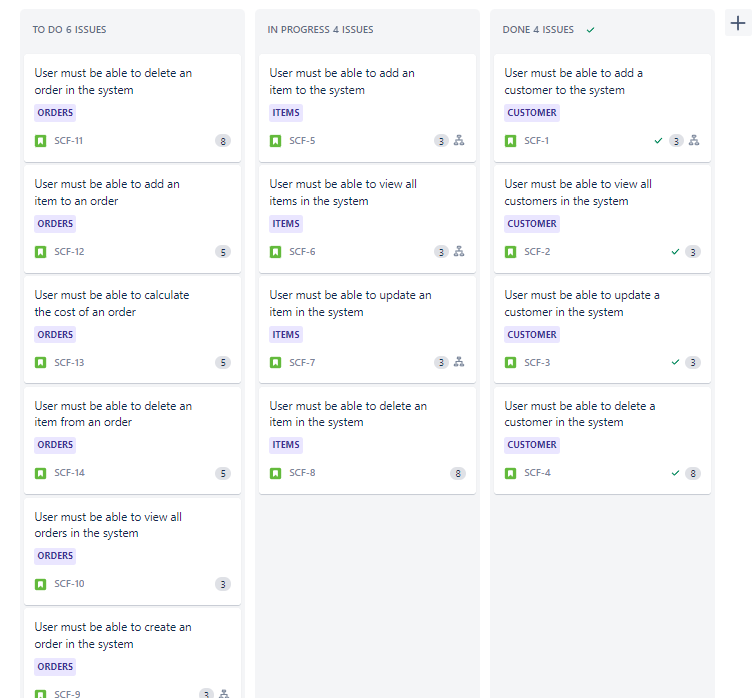 TO DO 6 ISSUES
User must be able to delete an
order in the system
ORDERS
SCF-11
8
User must be able to add an
item to an order
ORDERS
SCF-12
5
User must be able to calculate
the cost of an order
ORDERS
SCF-13
5
User must be able to delete an
item from an order
ORDERS
SCF-14
5
User must be able to view all
orders in the system
ORDERS
SCF-10
3
User must be able to create an
order in the system
ORDERS
SCF-9
3
IN PROGRESS 4 ISSUES
User must be able to add an
item to the system
ITEMS
SCF-5
3
User must be able to view all
items in the system
ITEMS
SCF-6
3
User must be able to update an
item in the system
ITEMS
SCF-7
3
User must be able to delete an
item in the system
ITEMS
SCF-8
8
DONE 4 ISSUES
User must be able to add a
customer to the system
CUSTOMER
SCF-1
3
User must be able to view all
customers in the system
CUSTOMER
SCF-2
3
User must be able to update a
customer in the system
CUSTOMER
SCF-3
3
User must be able to delete a
customer in the system
CUSTOMER
SCF-4
8